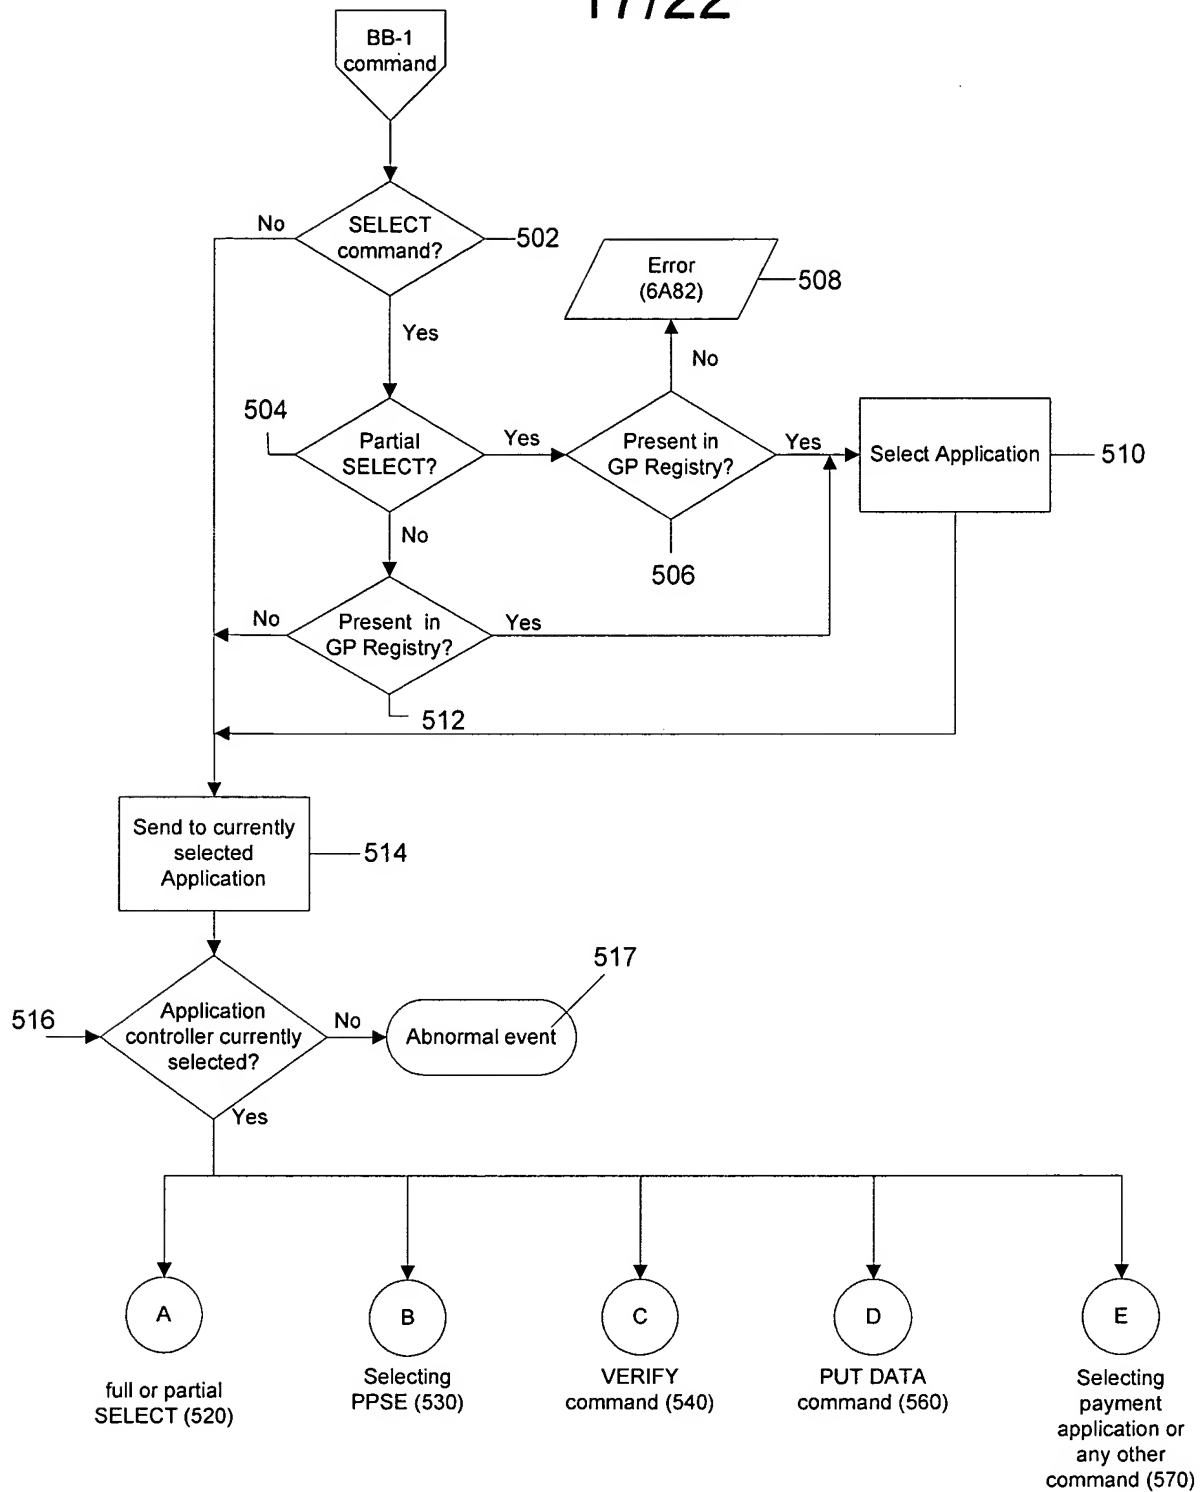 17/22
BB-1
command
No
SELECT
command?
502
Error
(6A82)
508
Yes
No
504
Partial
SELECT?
Yes
Present in
GP Registry?
Yes
Select Application
510
No
506
No
Present in
GP Registry?
Yes
512
Send to currently
selected
Application
514
517
516
Application
controller currently
selected?
No
Abnormal event
Yes
A
B
C
D
E
full or partial
SELECT (520)
Selecting
PPSE (530)
VERIFY
command (540)
PUT DATA
command (560)
Selecting
payment
application or
any other
command (570)